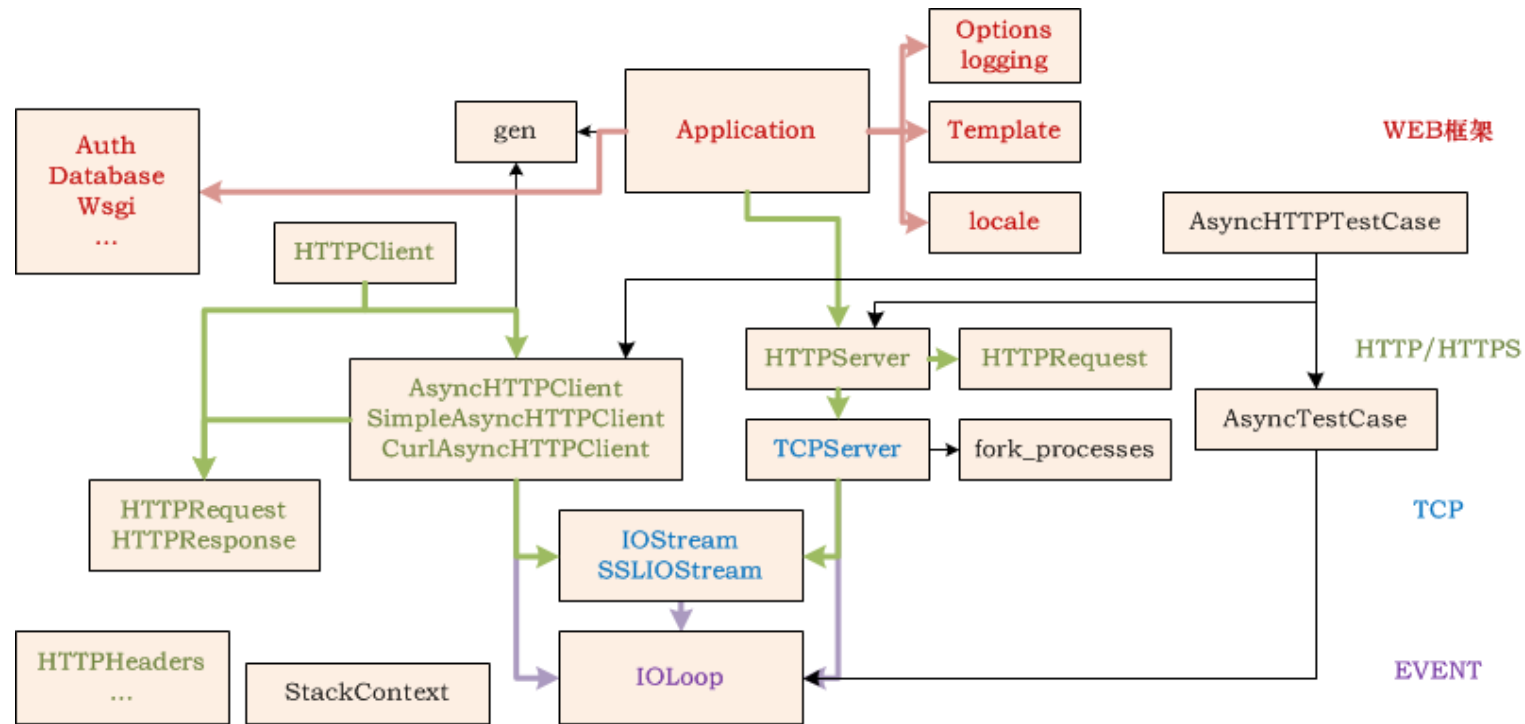 Options
logging
gen
Application
Template
WEB框架
Auth
Database
Wsgi
...
locale
AsyncHTTPTestCase
HTTPClient
HTTPServer
HTTPRequest
HTTP/HTTPS
AsyncHTTPClient
SimpleAsyncHTTPClient
CurlAsyncHTTPClient
AsyncTestCase
TCPServer
fork_processes
HTTPRequest
HTTPResponse
TCP
IOStream
SSLIOStream
HTTPHeaders
...
StackContext
IOLoop
EVENT